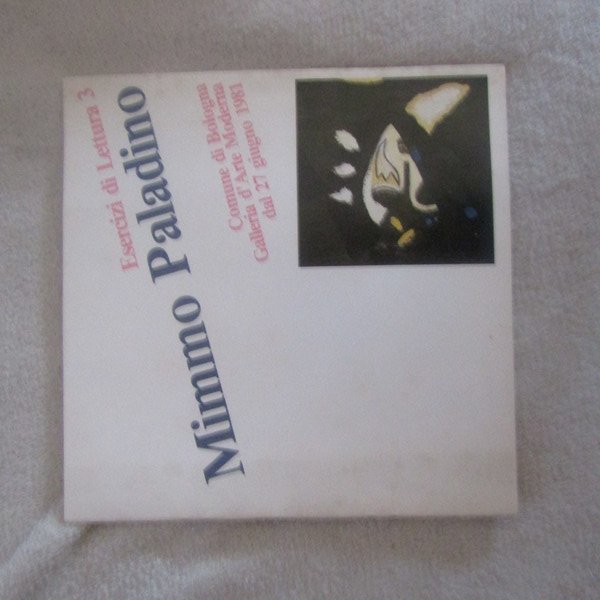 Esercizi di Lettura 3
Mimmo Paladino
Comune di Bologna
Galleria d'Arte Moderna
dal 27 giugno 1981